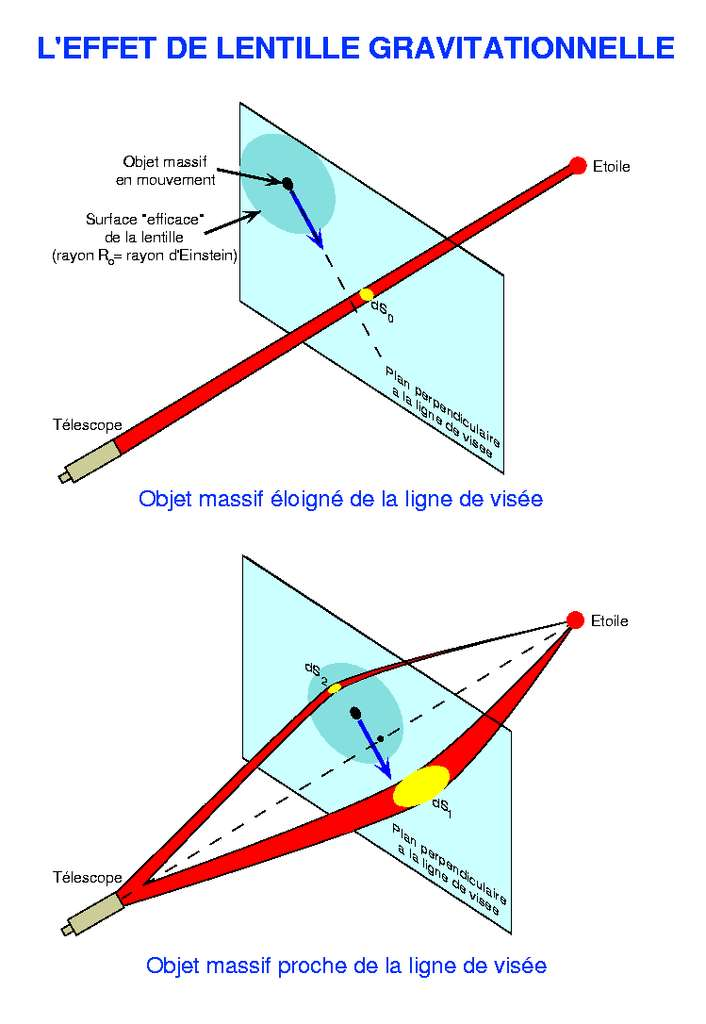 L'EFFET DE LENTILLE GRAVITATIONNELLE
Objet massif
en mouvement
Etoile
Surface "efficace"
de la lentille
(rayon R₀= rayon d'Einstein)
dS₀
Plan perpendiculaire
a la ligne de visée
Télescope
Objet massif éloigné de la ligne de visée
Etoile
dS₂
dS₁
Plan perpendiculaire
a la ligne de visée
Télescope
Objet massif proche de la ligne de visée